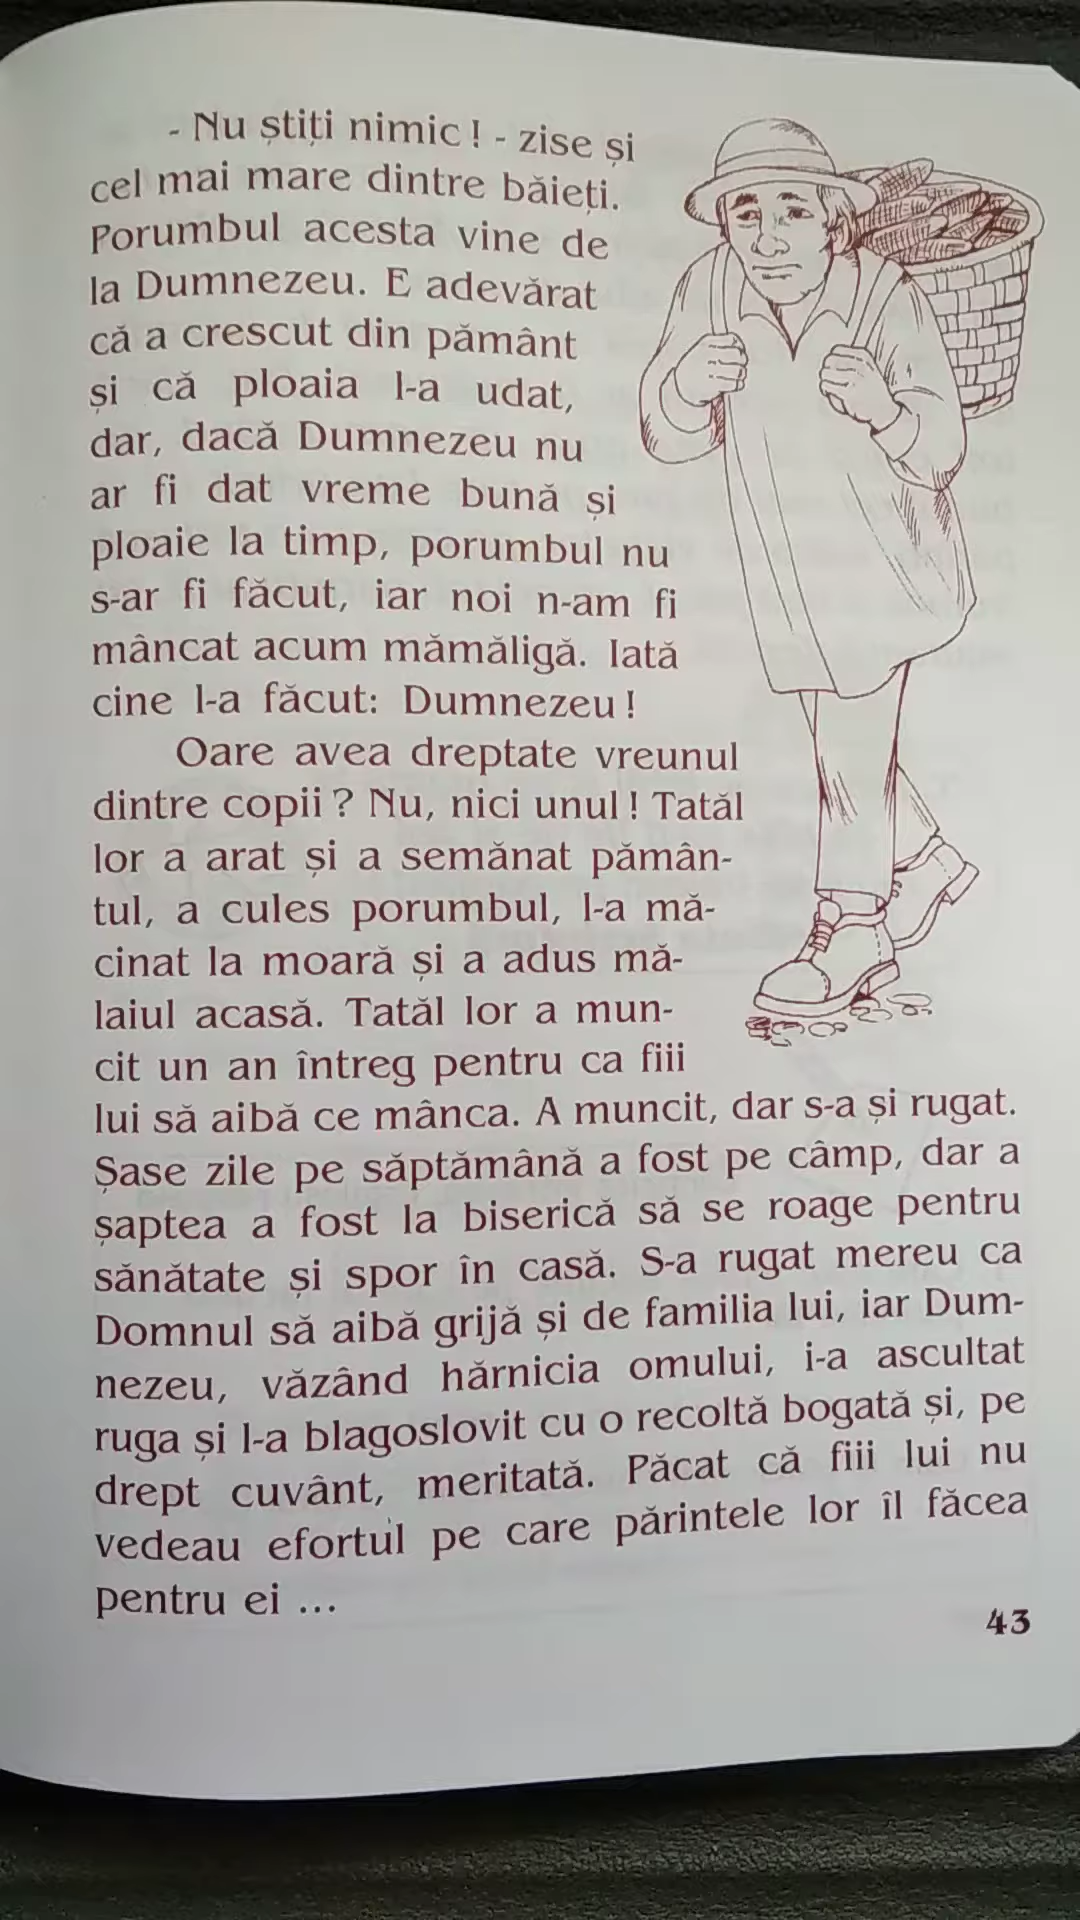 - Nu știți nimic ! - zise și
cel mai mare dintre băieți.
Porumbul acesta vine de
la Dumnezeu. E adevărat
că a crescut din pământ
și că ploaia l-a udat,
dar, dacă Dumnezeu nu
ar fi dat vreme bună și
ploaie la timp, porumbul nu
s-ar fi făcut, iar noi n-am fi
mâncat acum mămăligă. Iată
cine l-a făcut: Dumnezeu !
Oare avea dreptate vreunul
dintre copii ? Nu, nici unul ! Tatăl
lor a arat și a semănat pămân-
tul, a cules porumbul, l-a mă-
cinat la moară și a adus mă-
laiul acasă. Tatăl lor a mun-
cit un an întreg pentru ca fiii
lui să aibă ce mânca. A muncit, dar s-a și rugat.
Șase zile pe săptămână a fost pe câmp, dar a
șaptea a fost la biserică să se roage pentru
sănătate și spor în casă. S-a rugat mereu ca
Domnul să aibă grijă și de familia lui, iar Dum-
nezeu, văzând hărnicia omului, i-a ascultat
ruga și l-a blagoslovit cu o recoltă bogată și, pe
drept cuvânt, meritată. Păcat că fiii lui nu
vedeau efortul pe care părintele lor îl făcea
pentru ei ...
43